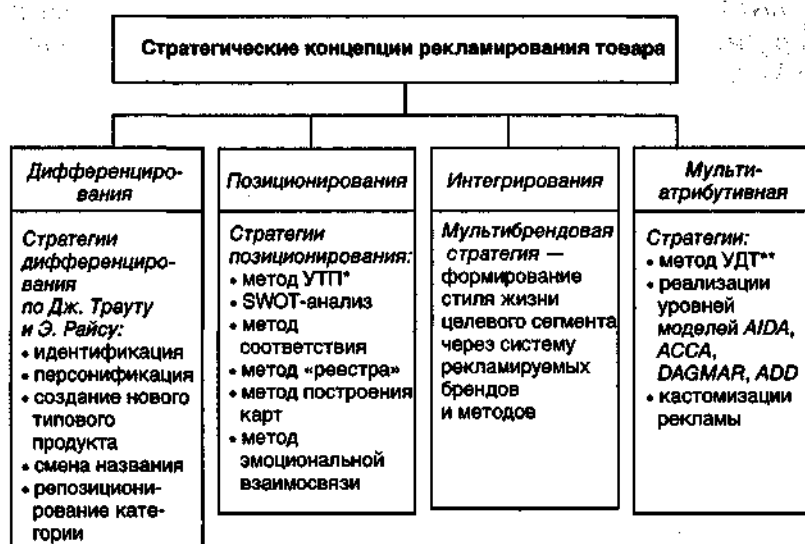 Стратегические концепции рекламирования товара
Дифференциро-
вания
Стратегии
дифференциро-
вания
по Дж. Трауту
и Э. Райсу:
• идентификация
• персонификация
• создание нового
типового
продукта
• смена названия
• репозициони-
рование кате-
гории
Позиционирования
Стратегии
позиционирования:
• метод УТП*
• SWOT-анализ
• метод
соответствия
• метод «реестра»
• метод построения
карт
• метод
эмоциональной
взаимосвязи
Интегрирования
Мультибрендовая
стратегия —
формирование
стиля жизни
целевого сегмента
через систему
рекламируемых
брендов
и методов
Мульти-
атрибутивная
Стратегии:
• метод УДТ**
• реализации
уровней
моделей AIDA,
ACCA,
DAGMAR, ADD
• кастомизации
рекламы